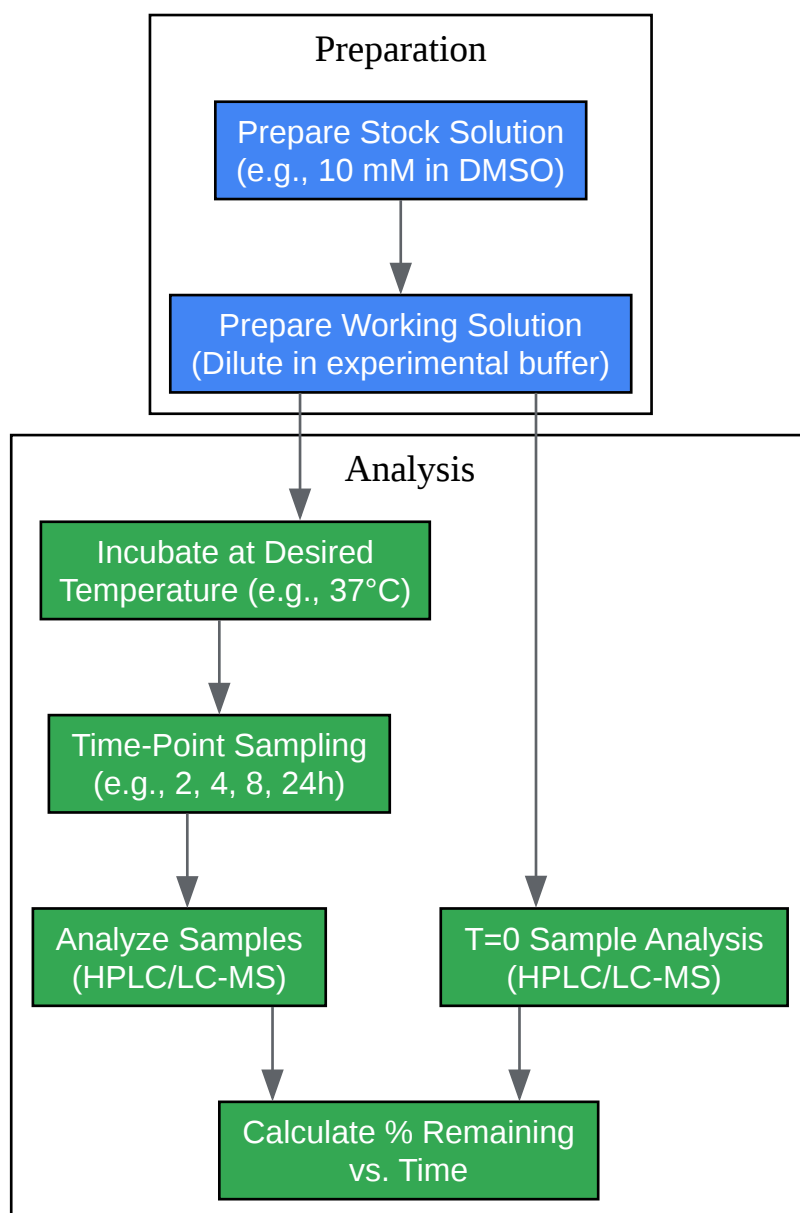 Preparation
Prepare Stock Solution
(e.g., 10 mM in DMSO)
Prepare Working Solution
(Dilute in experimental buffer)
Analysis
Incubate at Desired
Temperature (e.g., 37°C)
Time-Point Sampling
(e.g., 2, 4, 8, 24h)
Analyze Samples
(HPLC/LC-MS)
T=0 Sample Analysis
(HPLC/LC-MS)
Calculate % Remaining
vs. Time